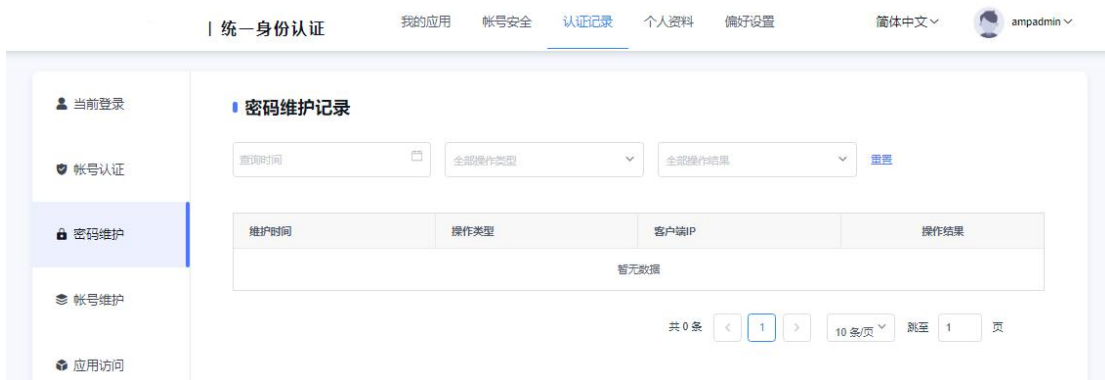 | 统一身份认证
我的应用 帐号安全 认证记录 个人资料 偏好设置
简体中文 ampadmin
当前登录
帐号认证
密码维护
帐号维护
应用访问
密码维护记录
查询时间 全部操作类型 全部操作结果 重置
维护时间 操作类型 客户端IP 操作结果
暂无数据
共 0 条 < 1 > 10 条/页 跳至 1 页